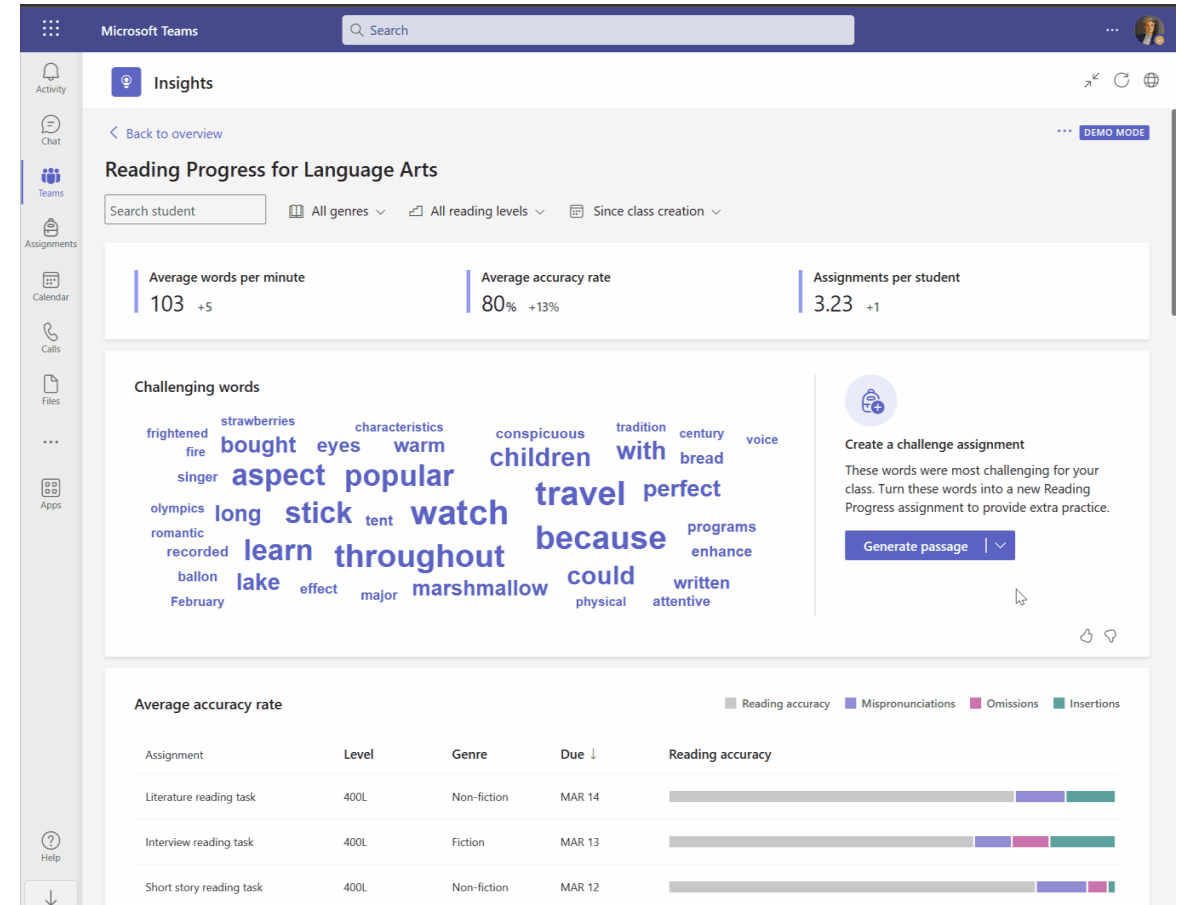 Microsoft Teams
Search
Activity
Chat
Teams
Assignments
Calendar
Calls
Files
Apps
Help
Insights
Back to overview
DEMO MODE
Reading Progress for Language Arts
Search student
All genres
All reading levels
Since class creation
Average words per minute
103 +5
Average accuracy rate
80% +13%
Assignments per student
3.23 +1
Challenging words
strawberries
frightened
characteristics
conspicuous
tradition
century
voice
fire
bought
eyes
warm
children
with
bread
singer
aspect
popular
travel
perfect
olympics
long
stick
tent
watch
romantic
because
programs
recorded
learn
throughout
enhance
ballon
lake
effect
major
marshmallow
could
written
February
physical
attentive
Create a challenge assignment
These words were most challenging for your
class. Turn these words into a new Reading
Progress assignment to provide extra practice.
Generate passage
Average accuracy rate
Reading accuracy Mispronunciations Omissions Insertions
Assignment Level Genre Due ↓ Reading accuracy
Literature reading task 400L Non-fiction MAR 14
Interview reading task 400L Fiction MAR 13
Short story reading task 400L Non-fiction MAR 12